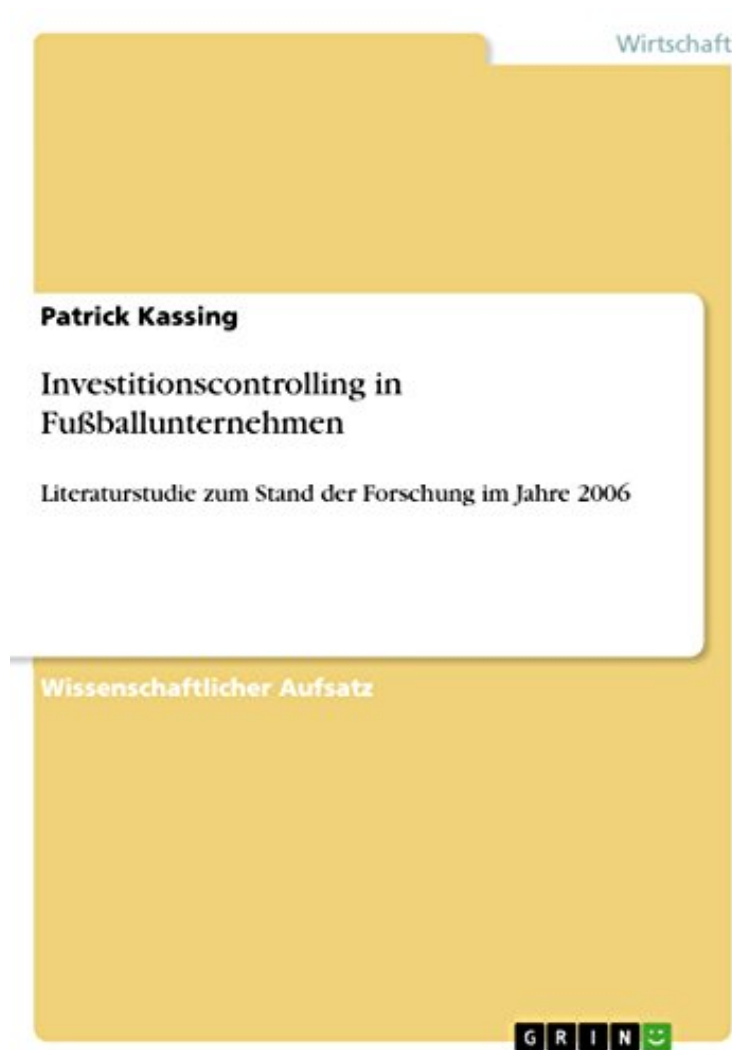 Wirtschaft
Patrick Kassing
Investitionscontrolling in
Fußballunternehmen
Literaturstudie zum Stand der Forschung im Jahre 2006
Wissenschaftlicher Aufsatz
GRIN